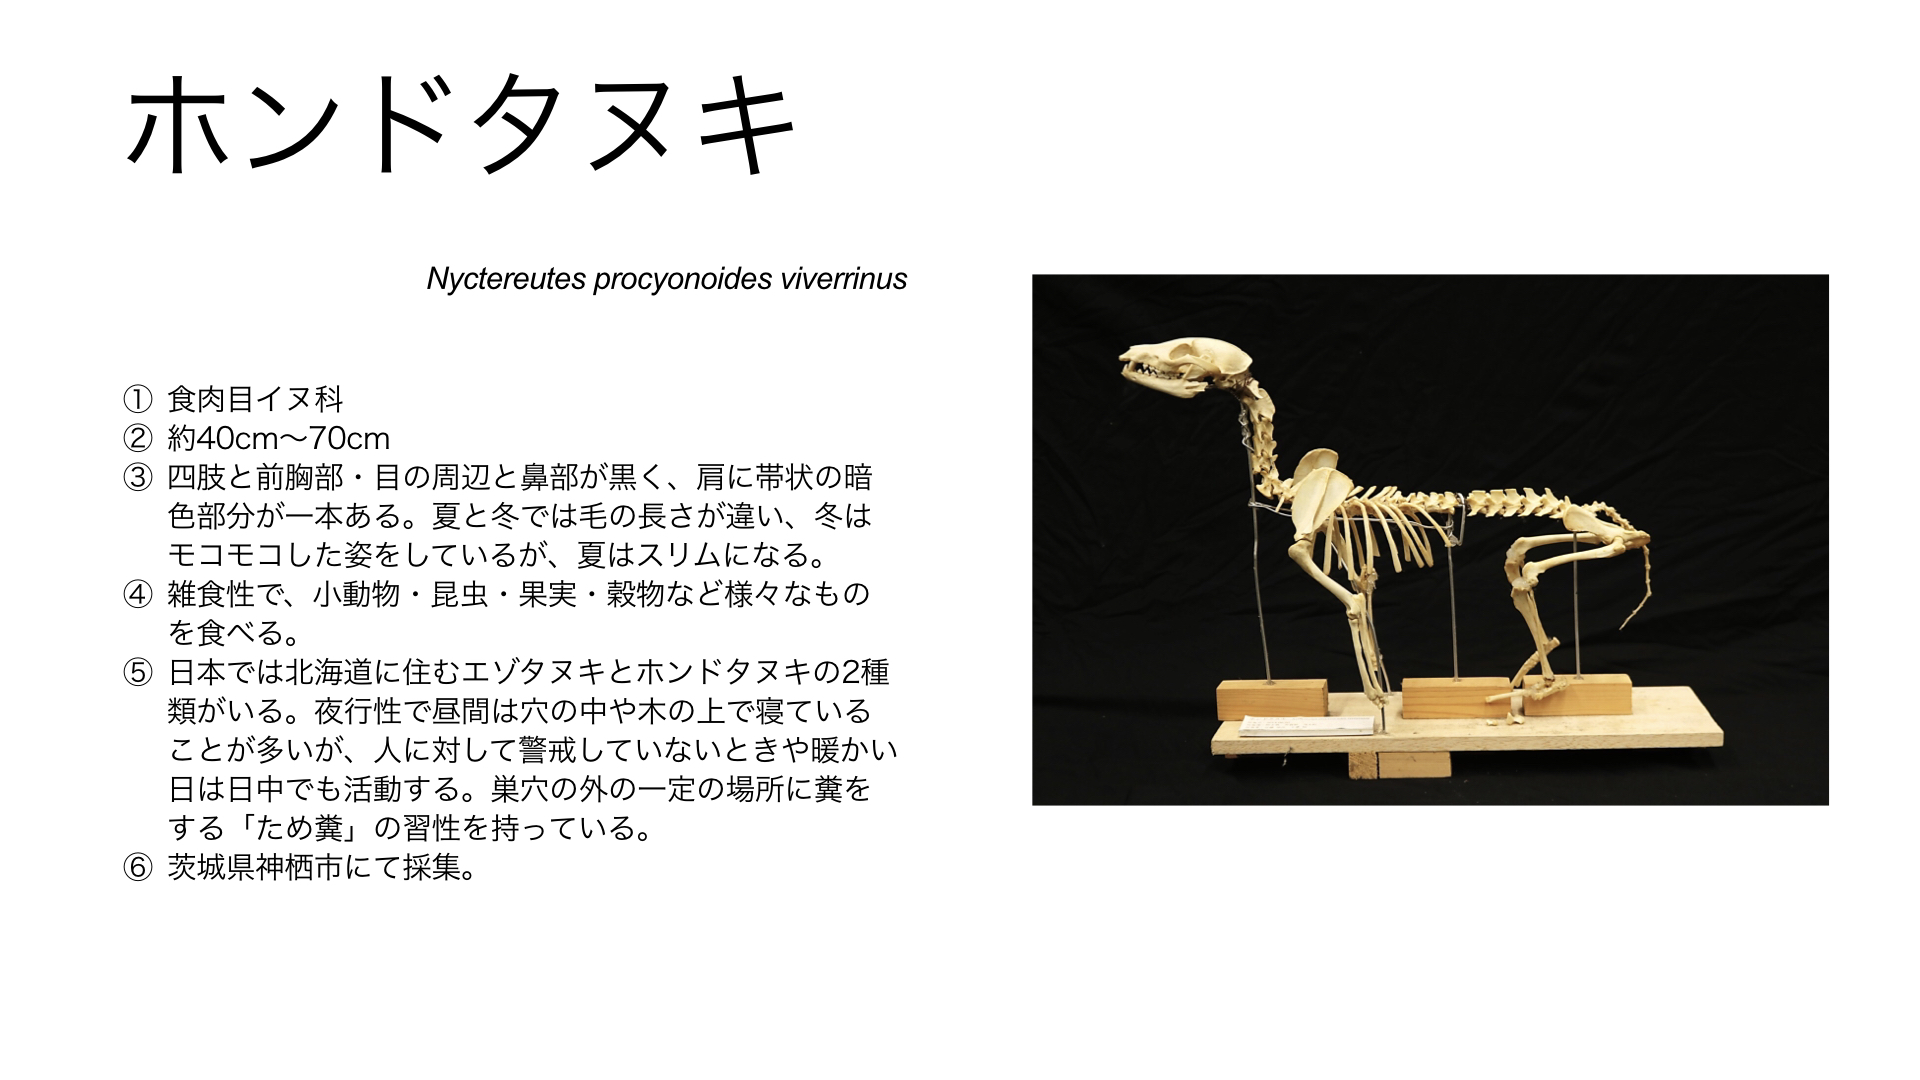 ホンドタヌキ
Nyctereutes procyonoides viverrinus
① 食肉目イヌ科
② 約40cm〜70cm
③ 四肢と前胸部・目の周辺と鼻部が黒く、肩に帯状の暗
色部分が一本ある。夏と冬では毛の長さが違い、冬は
モコモコした姿をしているが、夏はスリムになる。
④ 雑食性で、小動物・昆虫・果実・穀物など様々なもの
を食べる。
⑤ 日本では北海道に住むエゾタヌキとホンドタヌキの2種
類がいる。夜行性で昼間は穴の中や木の上で寝ている
ことが多いが、人に対して警戒していないときや暖かい
日は日中でも活動する。巣穴の外の一定の場所に糞を
する「ため糞」の習性を持っている。
⑥ 茨城県神栖市にて採集。